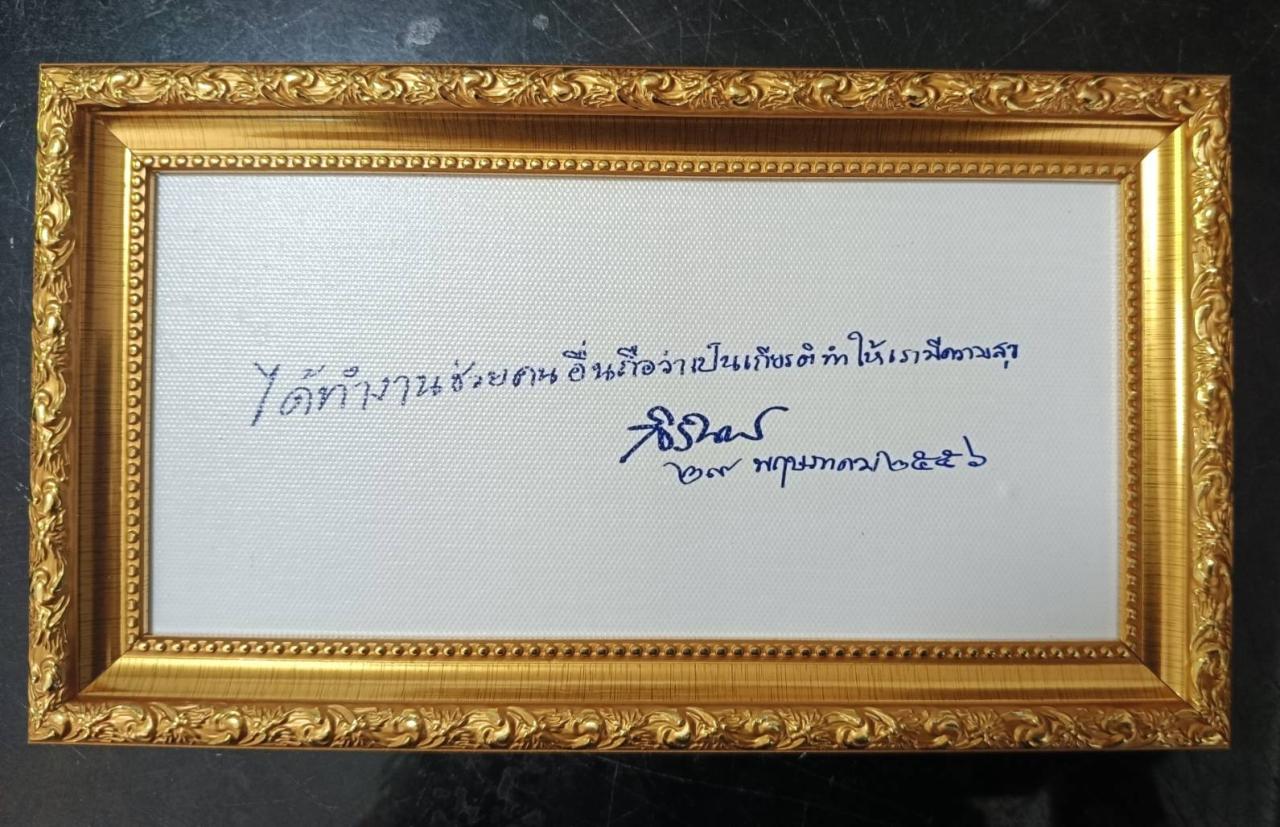 ได้ทำงานช่วยคนอื่นถือว่าเป็นเกียรติทำให้เรามีความสุข
สิรินธร
๒๙ พฤษภาคม ๒๕๕๖